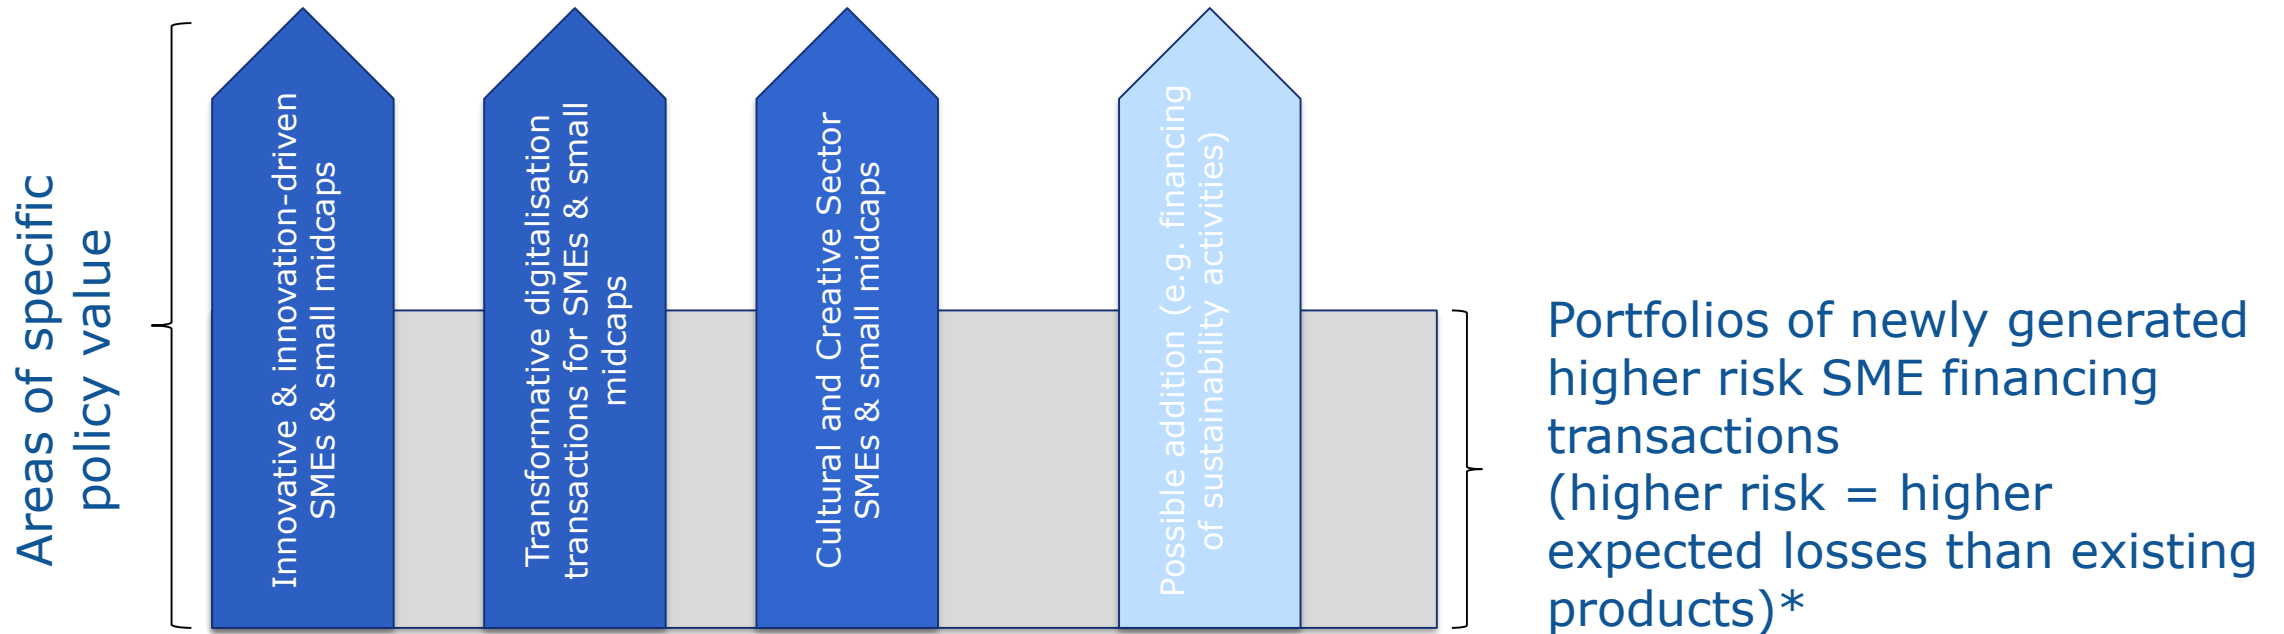 Areas of specific
policy value
Innovative & innovation-driven
SMEs & small midcaps
Transformative digitalisation
transactions for SMEs & small
midcaps
Cultural and Creative Sector
SMEs & small midcaps
Possible addition (e.g. financing
of sustainability activities)
Portfolios of newly generated
higher risk SME financing
transactions
(higher risk = higher
expected losses than existing
products)*